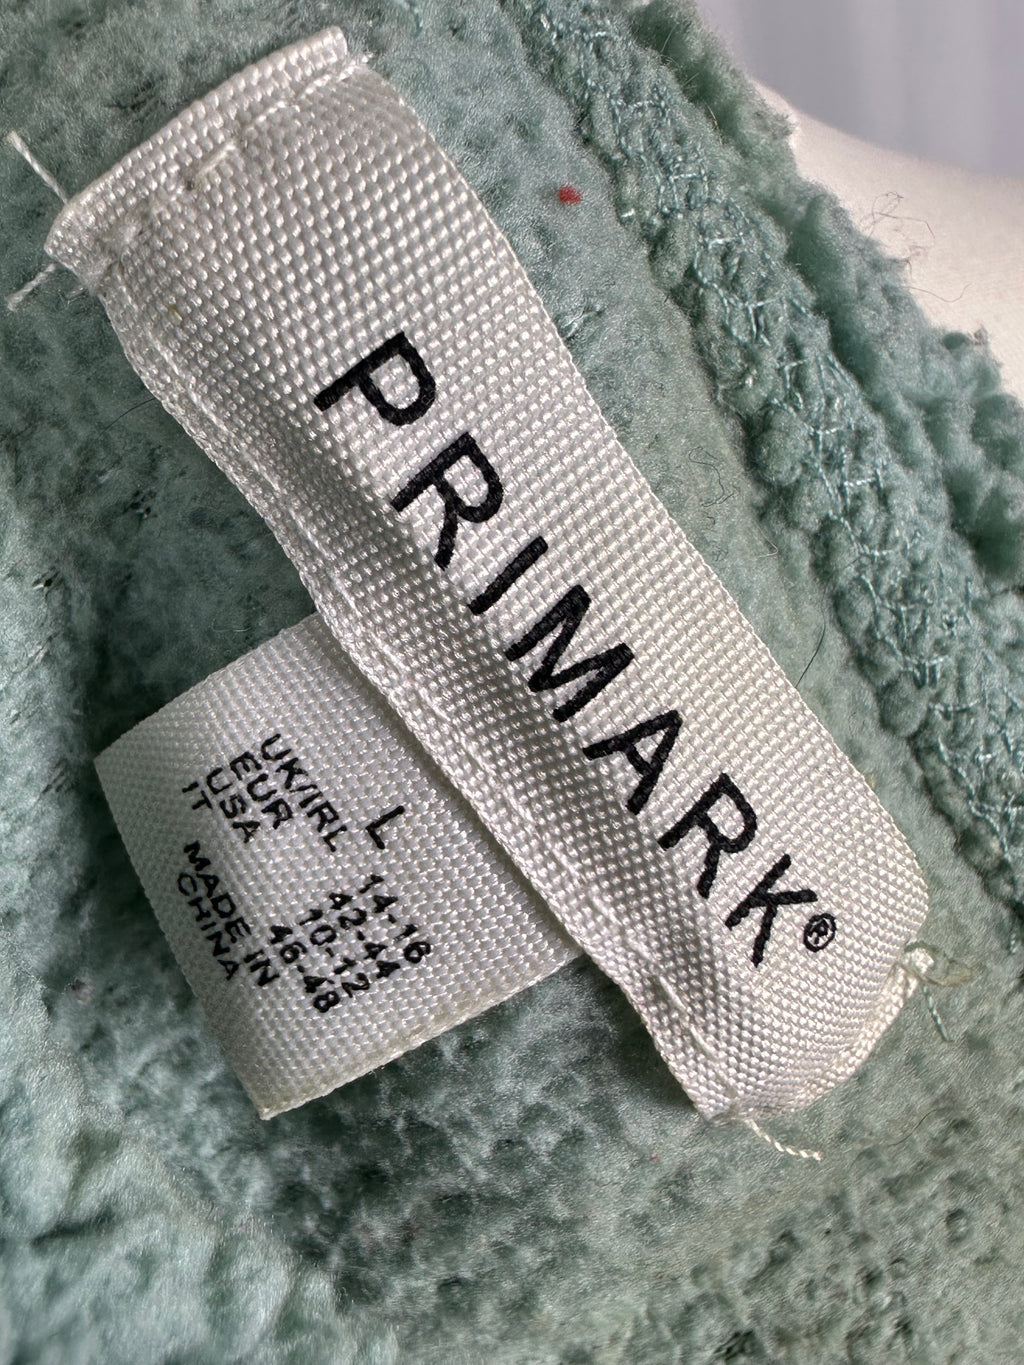 PRIMARK®
L
UK/IRL 14-16
EUR 42-44
USA 10-12
IT 46-48
MADE IN
CHINA